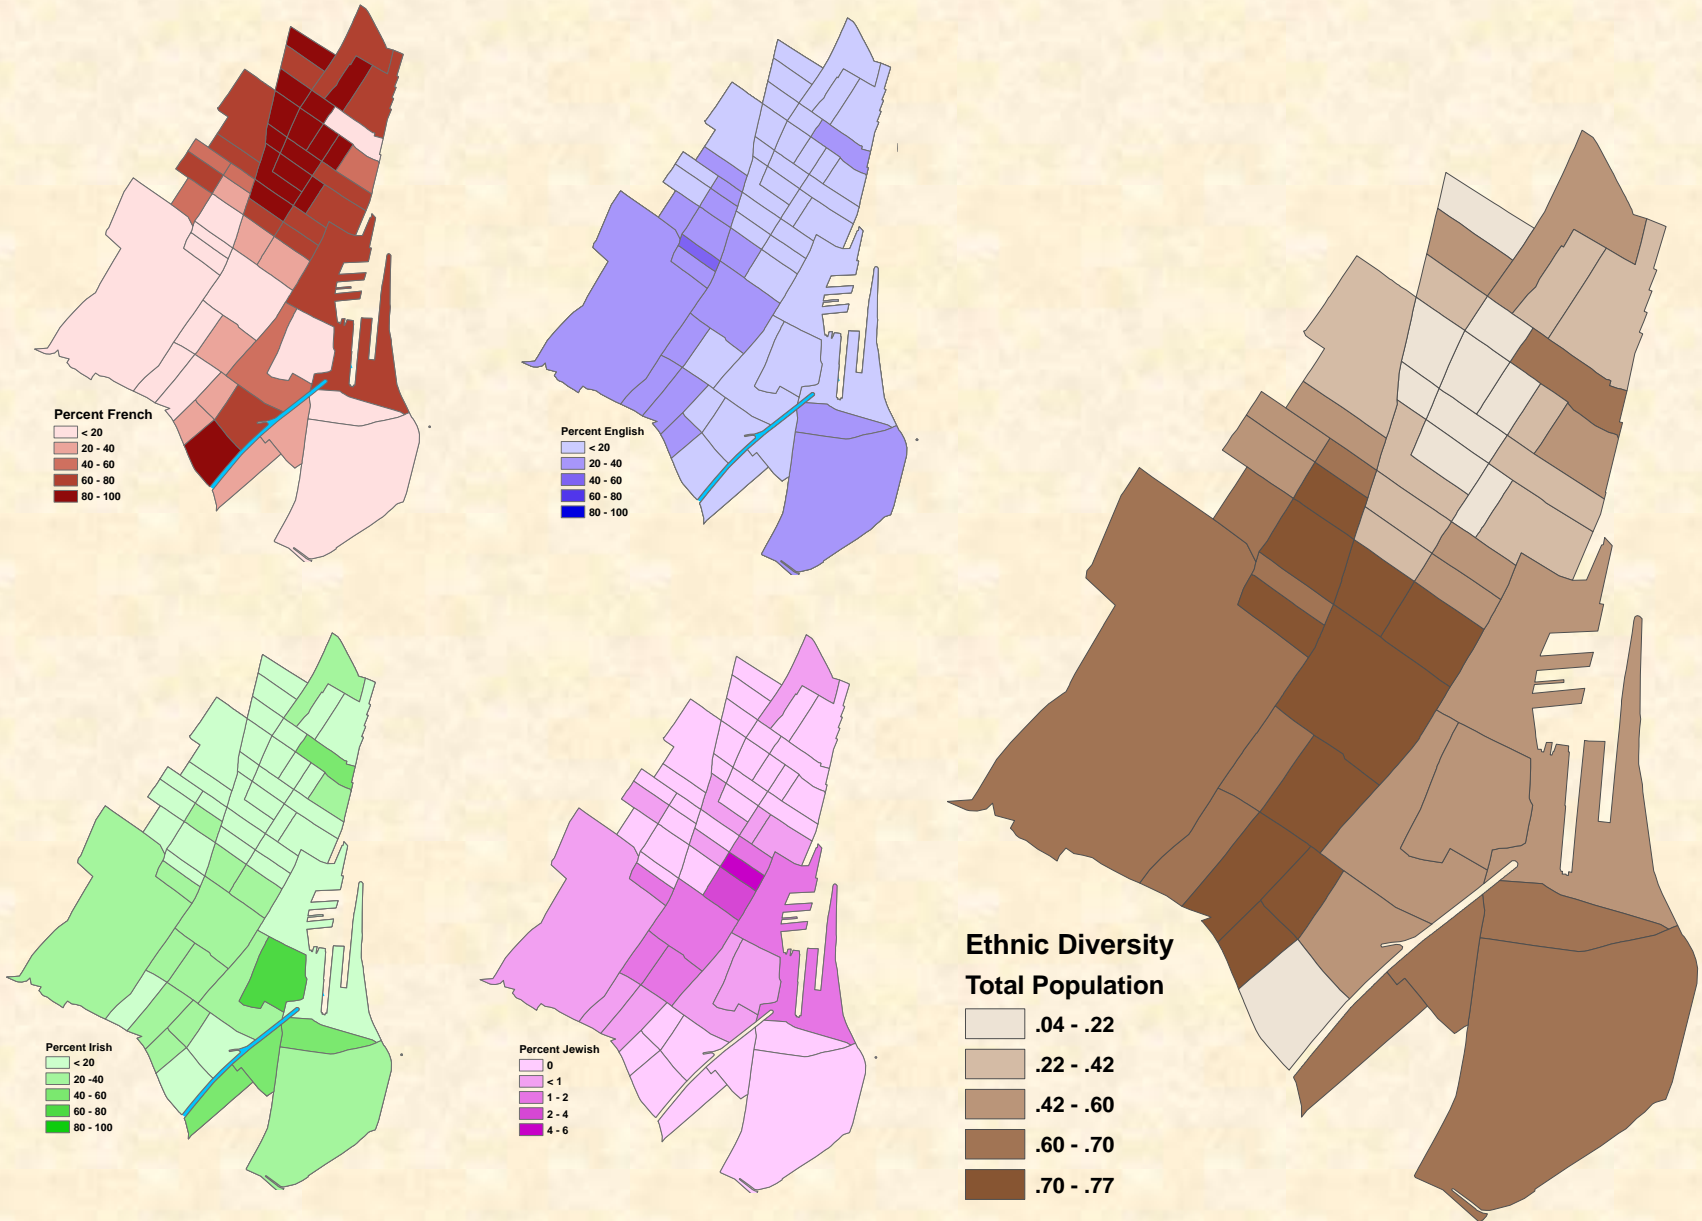 Percent French
< 20
20 - 40
40 - 60
60 - 80
80 - 100
Percent English
< 20
20 - 40
40 - 60
60 - 80
80 - 100
Percent Irish
< 20
20 -40
40 - 60
60 - 80
80 - 100
Percent Jewish
0
< 1
1 - 2
2 - 4
4 - 6
Ethnic Diversity
Total Population
.04 - .22
.22 - .42
.42 - .60
.60 - .70
.70 - .77